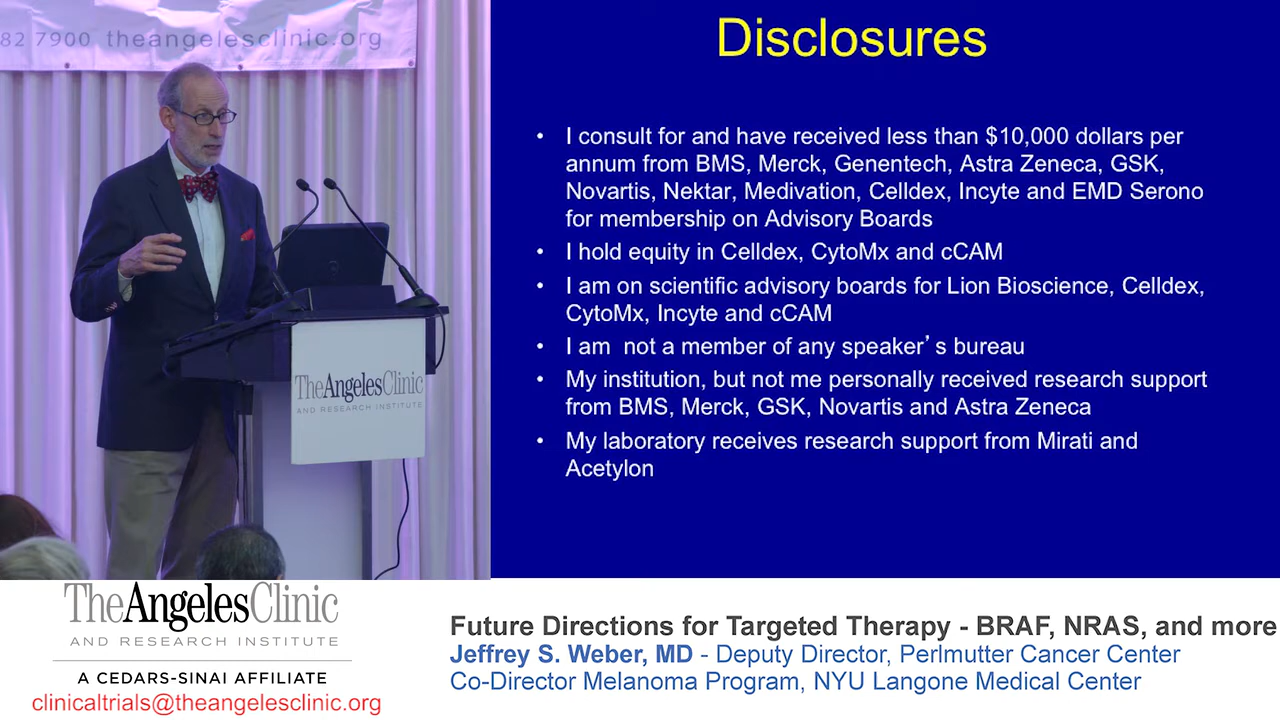 82 7900 theangelesclinic.org
TheAngelesClinic
AND RESEARCH INSTITUTE
Disclosures
• I consult for and have received less than $10,000 dollars per
annum from BMS, Merck, Genentech, Astra Zeneca, GSK,
Novartis, Nektar, Medivation, Celldex, Incyte and EMD Serono
for membership on Advisory Boards
• I hold equity in Celldex, CytoMx and cCAM
• I am on scientific advisory boards for Lion Bioscience, Celldex,
CytoMx, Incyte and cCAM
• I am  not a member of any speaker’ s bureau
• My institution, but not me personally received research support
from BMS, Merck, GSK, Novartis and Astra Zeneca
• My laboratory receives research support from Mirati and
Acetylon
TheAngelesClinic
AND RESEARCH INSTITUTE
A CEDARS-SINAI AFFILIATE
clinicaltrials@theangelesclinic.org
Future Directions for Targeted Therapy - BRAF, NRAS, and more
Jeffrey S. Weber, MD - Deputy Director, Perlmutter Cancer Center
Co-Director Melanoma Program, NYU Langone Medical Center